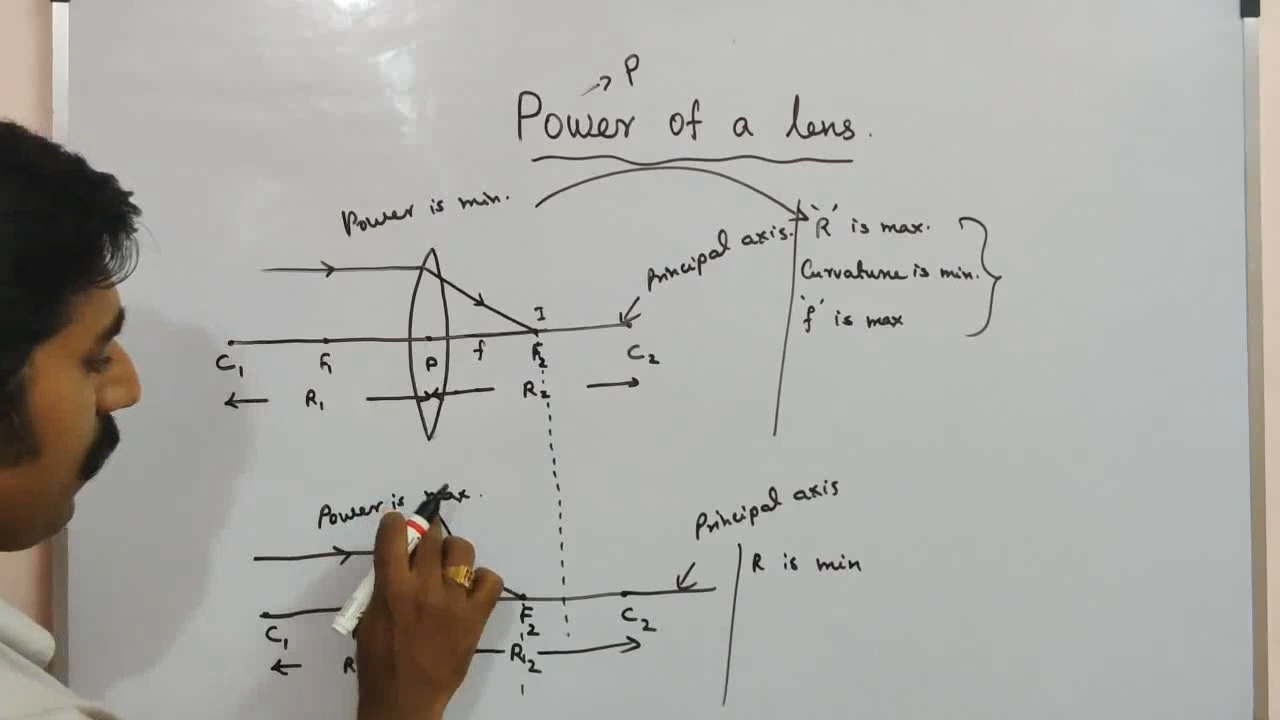 P
Power of a lens.
Power is min.
'R' is max.
Principal axis.
Curvature is min.
'f' is max
I
C1 F1 P f F2 C2
R1 R2
Power is max.
Principal axis
R is min
C1 F2 C2
R R2